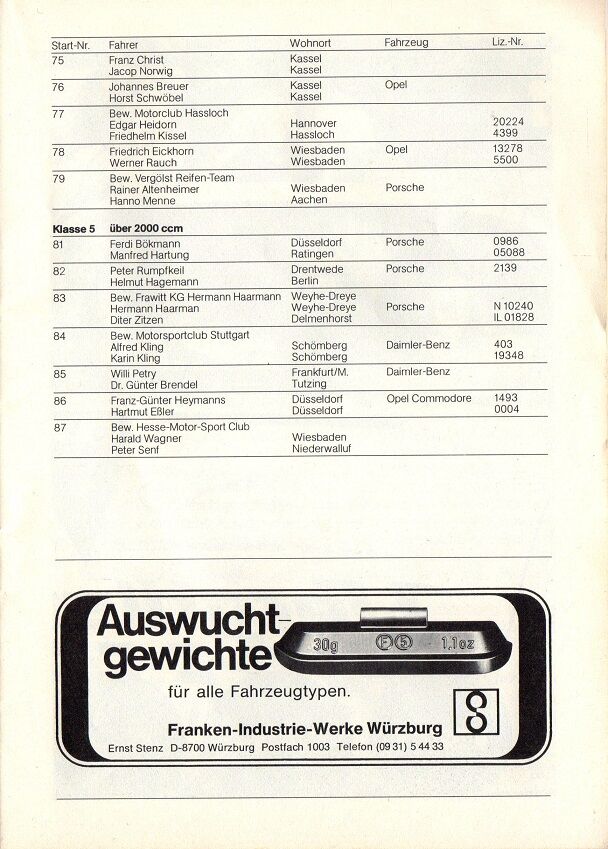 Start-Nr. Fahrer Wohnort Fahrzeug Liz.-Nr.
75 Franz Christ Kassel
Jacop Norwig Kassel
76 Johannes Breuer Kassel Opel
Horst Schwöbel Kassel
77 Bew. Motorclub Hassloch
Edgar Heidorn Hannover 20224
Friedhelm Kissel Hassloch 4399
78 Friedrich Eickhorn Wiesbaden Opel 13278
Werner Rauch Wiesbaden 5500
79 Bew. Vergölst Reifen-Team
Rainer Altenheimer Wiesbaden Porsche
Hanno Menne Aachen
Klasse 5 über 2000 ccm
81 Ferdi Bökmann Düsseldorf Porsche 0986
Manfred Hartung Ratingen 05088
82 Peter Rumpfkeil Drentwede Porsche 2139
Helmut Hagemann Berlin
83 Bew. Frawitt KG Hermann Haarmann Weyhe-Dreye
Hermann Haarman Weyhe-Dreye Porsche N 10240
Diter Zitzen Delmenhorst IL 01828
84 Bew. Motorsportclub Stuttgart
Alfred Kling Schömberg Daimler-Benz 403
Karin Kling Schömberg 19348
85 Willi Petry Frankfurt/M. Daimler-Benz
Dr. Günter Brendel Tutzing
86 Franz-Günter Heymanns Düsseldorf Opel Commodore 1493
Hartmut Eßler Düsseldorf 0004
87 Bew. Hesse-Motor-Sport Club
Harald Wagner Wiesbaden
Peter Senf Niederwalluf
Auswucht-
gewichte
30g F S 1,1oz
für alle Fahrzeugtypen.
Franken-Industrie-Werke Würzburg
Ernst Stenz D-8700 Würzburg Postfach 1003 Telefon (09 31) 5 44 33